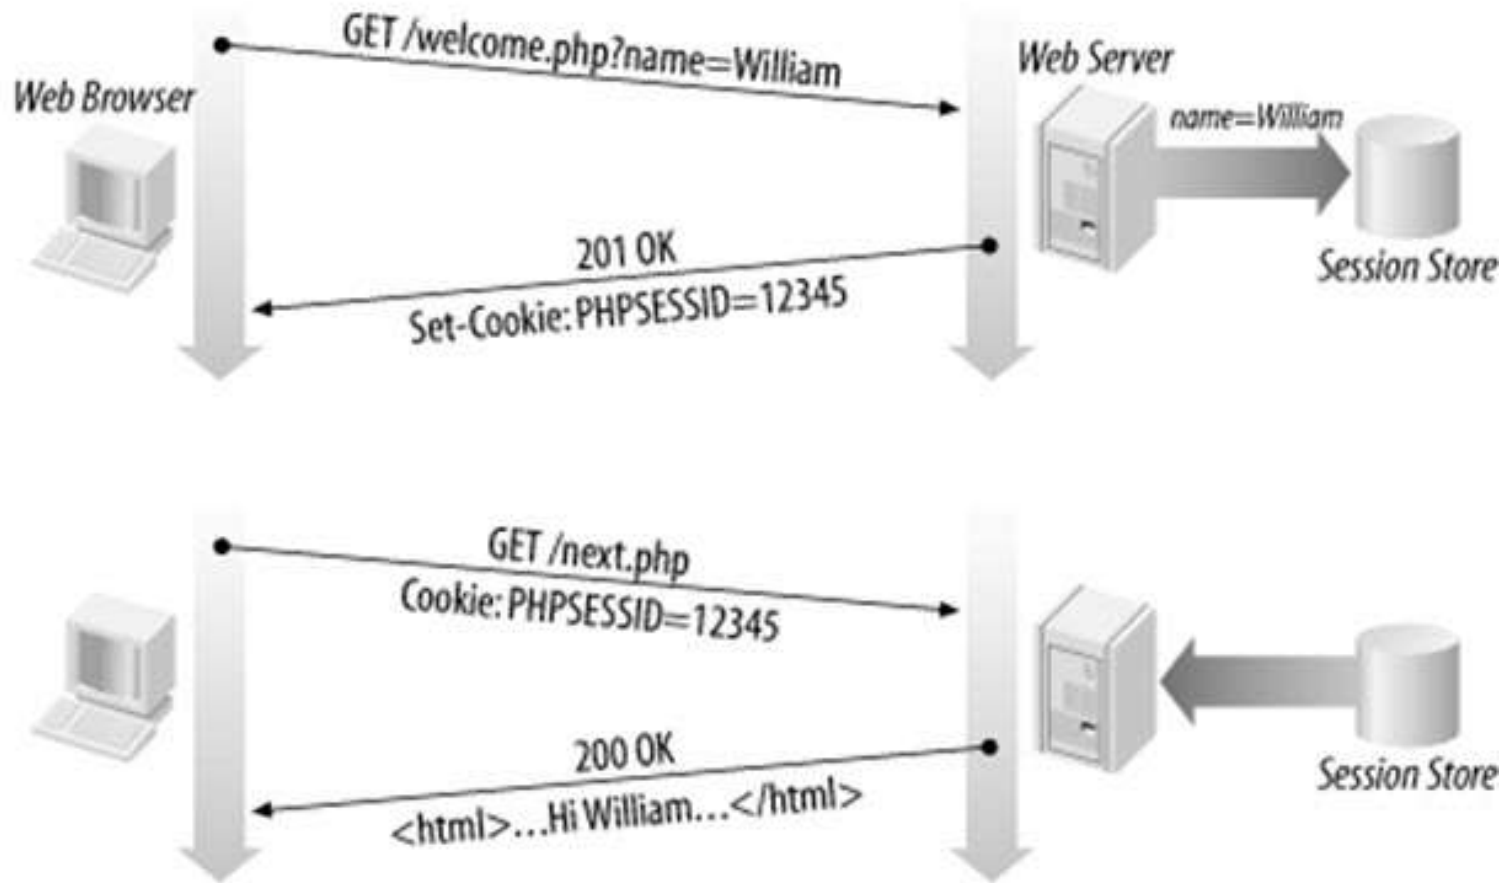 GET /welcome.php?name=William
Web Server
Web Browser
name=William
201 OK
Set-Cookie: PHPSESSID=12345
Session Store
GET /next.php
Cookie: PHPSESSID=12345
200 OK
<html>...Hi William...</html>
Session Store